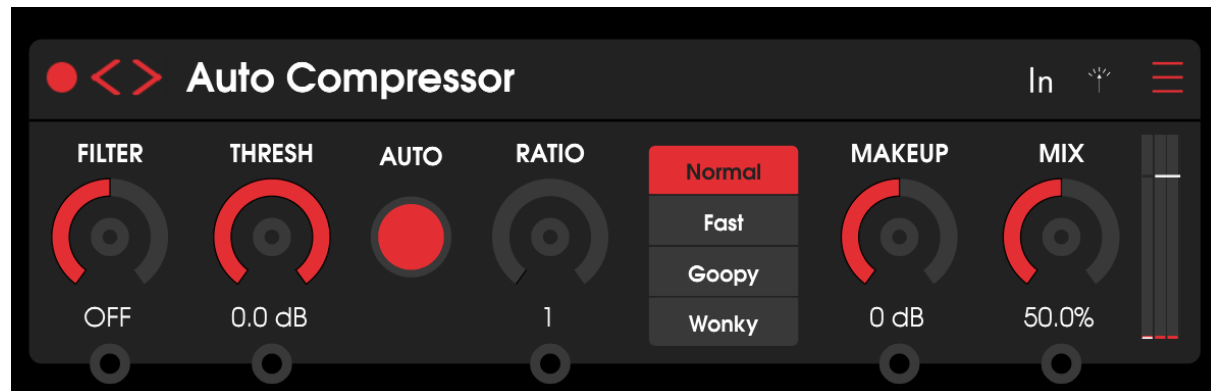 Auto Compressor In
FILTER THRESH AUTO RATIO MAKEUP MIX
Normal
Fast
Goopy
Wonky
OFF 0.0 dB 1 0 dB 50.0%